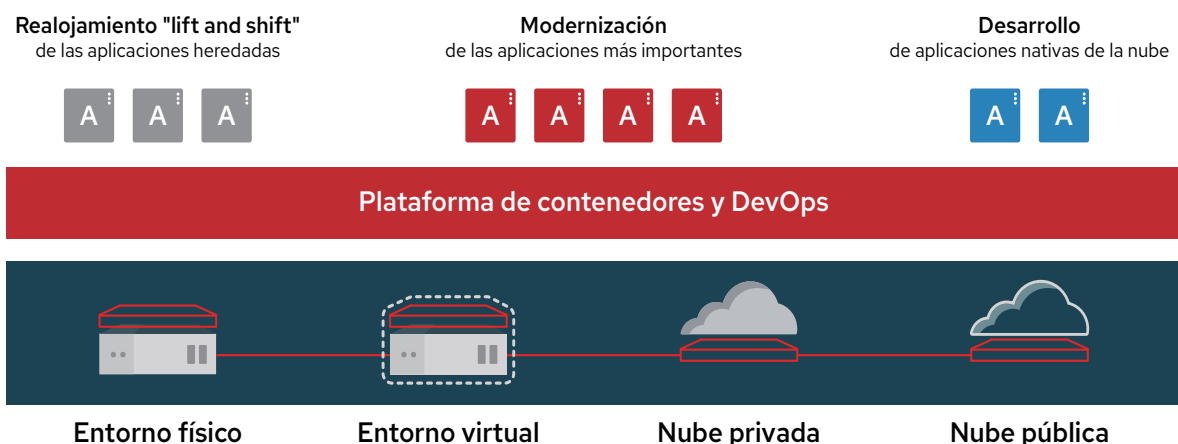 Realojamiento "lift and shift"
de las aplicaciones heredadas
Modernización
de las aplicaciones más importantes
Desarrollo
de aplicaciones nativas de la nube
A A A
A A A A
A A
Plataforma de contenedores y DevOps
Entorno físico
Entorno virtual
Nube privada
Nube pública